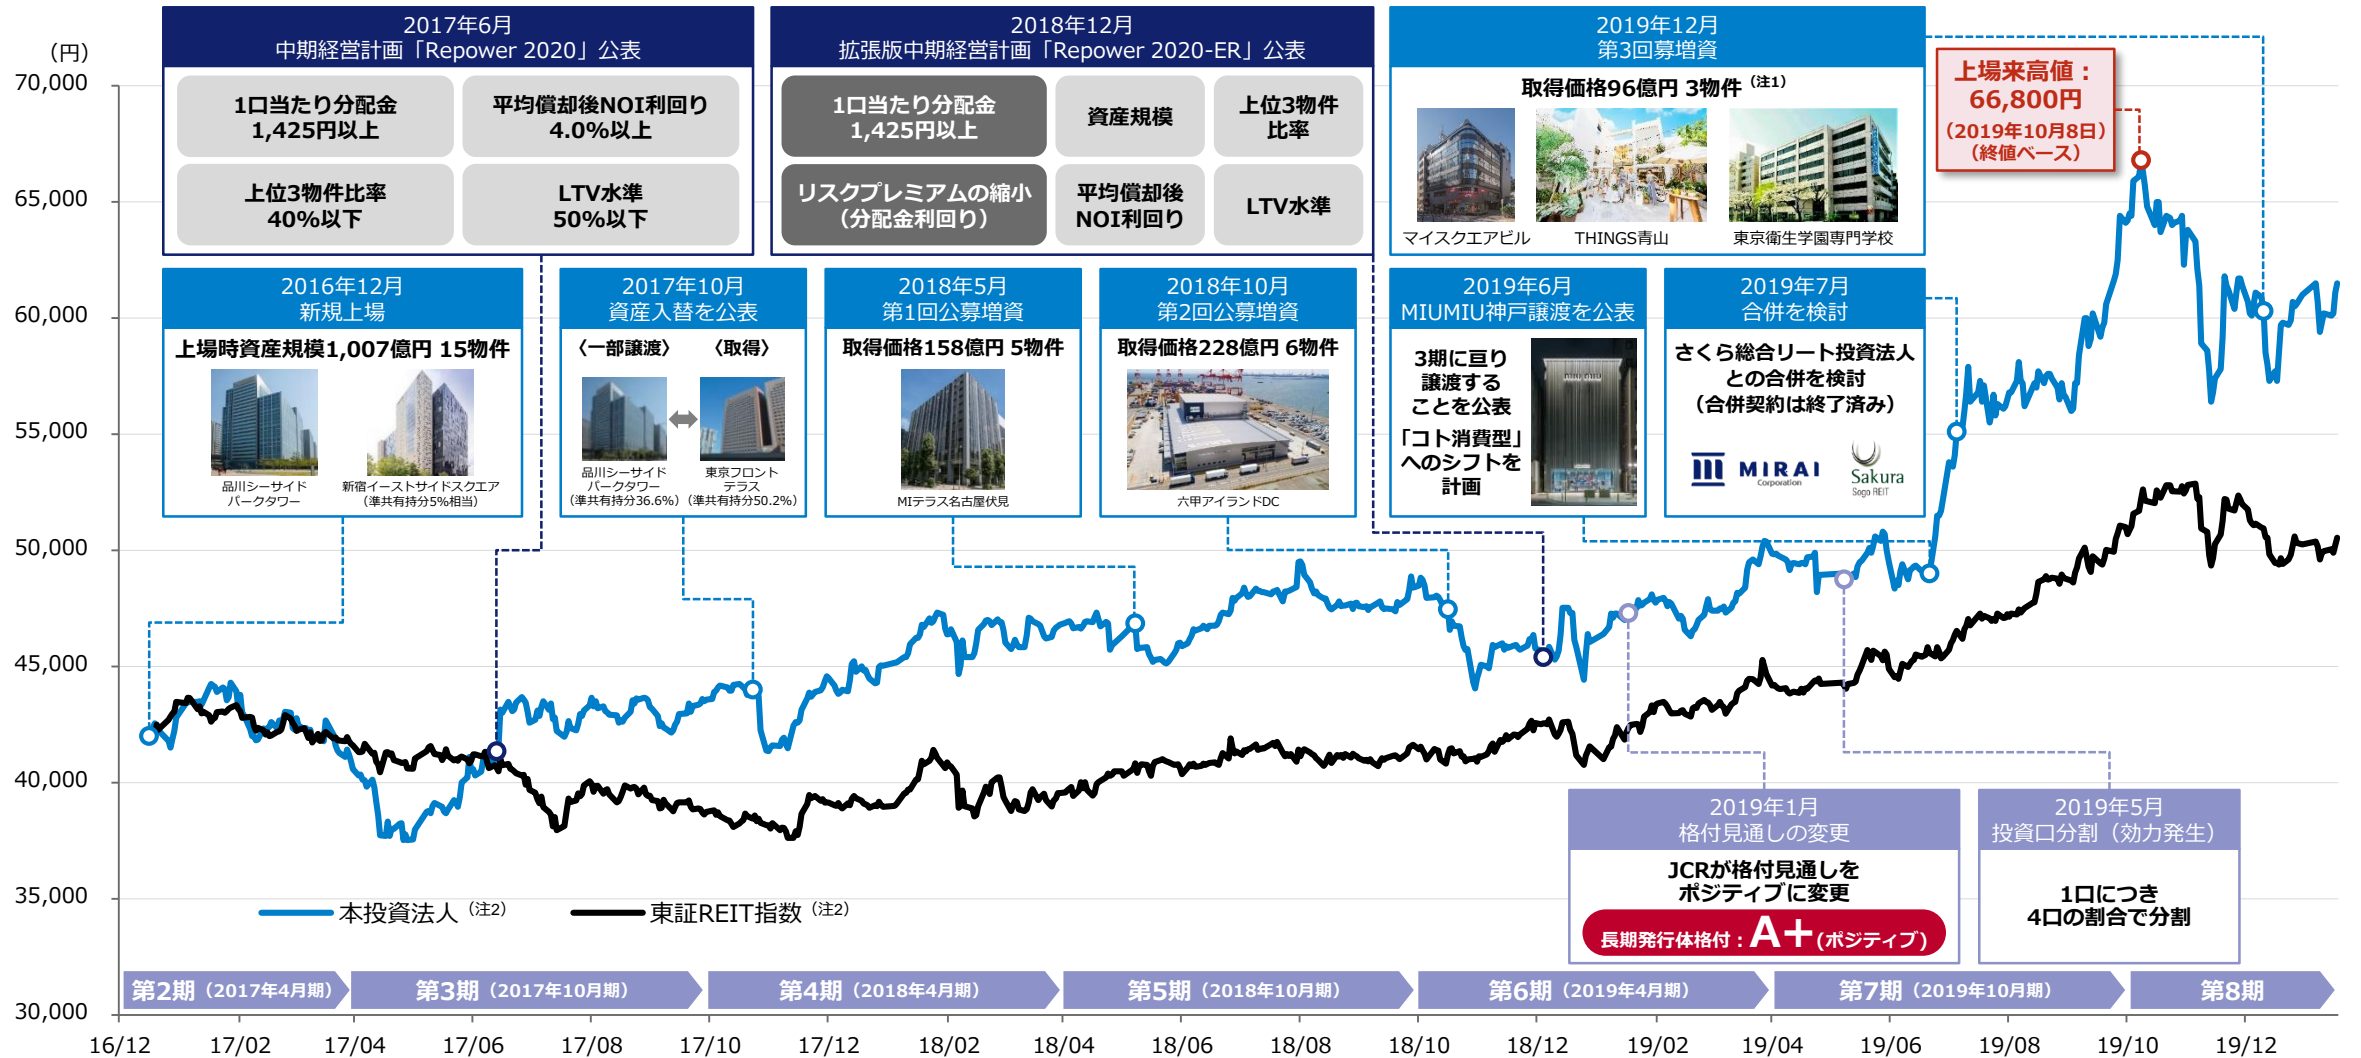 2017年6月
中期経営計画「Repower 2020」公表
1口当たり分配金
1,425円以上
平均償却後NOI利回り
4.0%以上
上位3物件比率
40%以下
LTV水準
50%以下
2018年12月
拡張版中期経営計画「Repower 2020-ER」公表
1口当たり分配金
1,425円以上
資産規模
上位3物件
比率
リスクプレミアムの縮小
（分配金利回り）
平均償却後
NOI利回り
LTV水準
2019年12月
第3回募増資
取得価格96億円 3物件（注1）
マイスクエアビル
THINGS青山
東京衛生学園専門学校
上場来高値：
66,800円
（2019年10月8日）
（終値ベース）
2016年12月
新規上場
上場時資産規模1,007億円 15物件
品川シーサイド
パークタワー
新宿イーストサイドスクエア
（準共有持分5%相当）
2017年10月
資産入替を公表
〈一部譲渡〉
〈取得〉
品川シーサイド
パークタワー
（準共有持分36.6%）
東京フロント
テラス
（準共有持分50.2%）
2018年5月
第1回公募増資
取得価格158億円 5物件
MIテラス名古屋伏見
2018年10月
第2回公募増資
取得価格228億円 6物件
六甲アイランドDC
2019年6月
MIUMIU神戸譲渡を公表
3期に亘り
譲渡する
ことを公表
「コト消費型」
へのシフトを
計画
2019年7月
合併を検討
さくら総合リート投資法人
との合併を検討
（合併契約は終了済み）
MIRAI
Corporation
Sakura
Sogo REIT
2019年1月
格付見通しの変更
JCRが格付見通しを
ポジティブに変更
長期発行体格付：A+(ポジティブ)
2019年5月
投資口分割（効力発生）
1口につき
4口の割合で分割
（円）
70,000
65,000
60,000
55,000
50,000
45,000
40,000
35,000
30,000
本投資法人（注2）
東証REIT指数（注2）
第2期（2017年4月期）
第3期（2017年10月期）
第4期（2018年4月期）
第5期（2018年10月期）
第6期（2019年4月期）
第7期（2019年10月期）
第8期
16/12
17/02
17/04
17/06
17/08
17/10
17/12
18/02
18/04
18/06
18/08
18/10
18/12
19/02
19/04
19/06
19/08
19/10
19/12